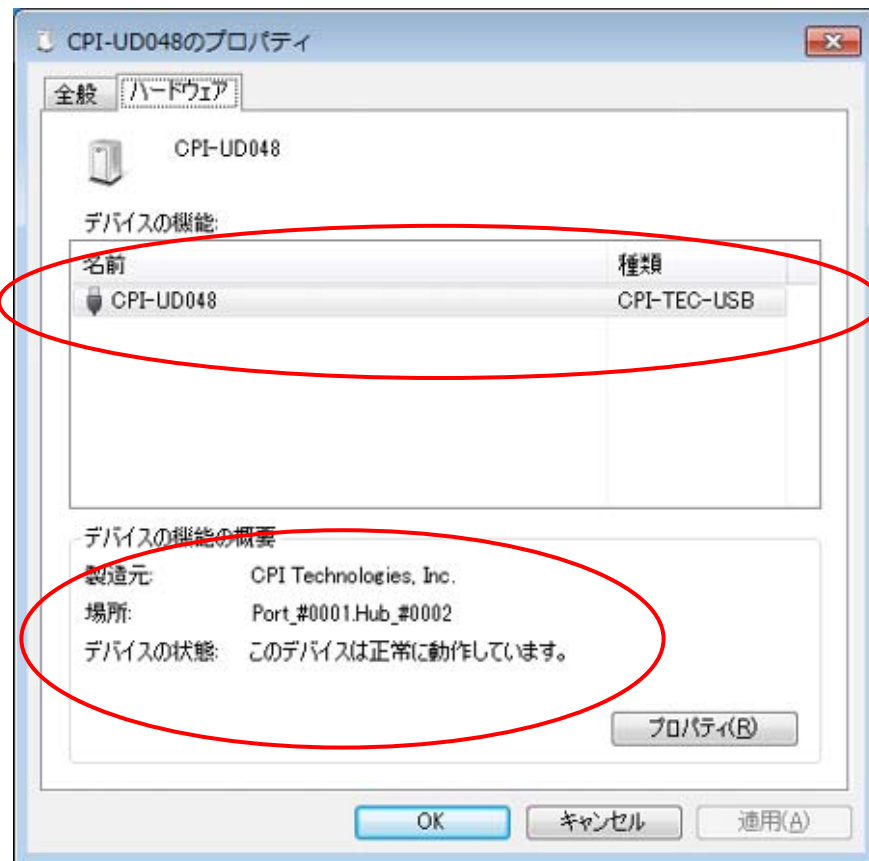 CPI-UD048のプロパティ
全般 ハードウェア
CPI-UD048
デバイスの機能:
名前 種類
CPI-UD048 CPI-TEC-USB
デバイスの機能の概要
製造元: CPI Technologies, Inc.
場所: Port_#0001.Hub_#0002
デバイスの状態: このデバイスは正常に動作しています。
プロパティ(R)
OK キャンセル 適用(A)